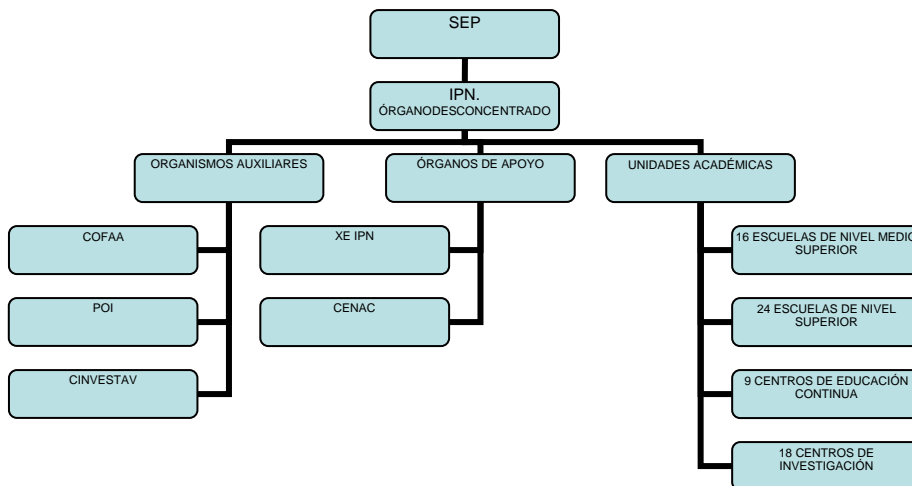 SEP
IPN.
ÓRGANODESCONCENTRADO
ORGANISMOS AUXILIARES
ÓRGANOS DE APOYO
UNIDADES ACADÉMICAS
COFAA
XE IPN
16 ESCUELAS DE NIVEL MEDIO
SUPERIOR
POI
CENAC
24 ESCUELAS DE NIVEL
SUPERIOR
CINVESTAV
9 CENTROS DE EDUCACIÓN
CONTINUA
18 CENTROS DE
INVESTIGACIÓN